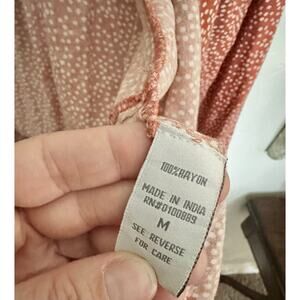 100%RAYON
MADE IN INDIA
RN#0100889
M
SEE REVERSE
FOR CARE